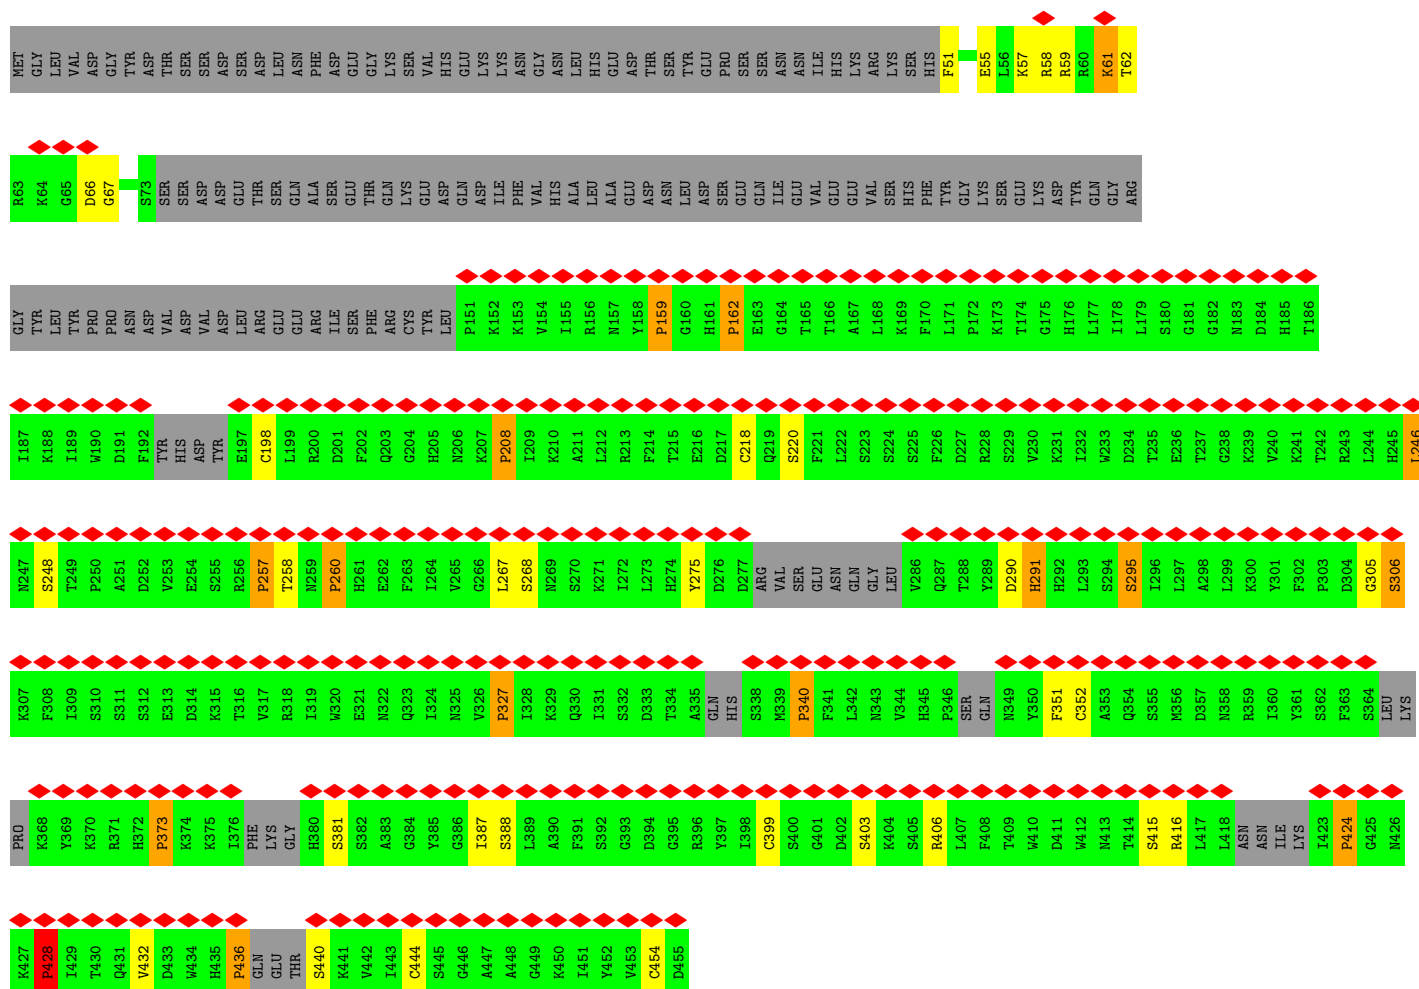 MET GLY LEU VAL ASP GLY TYR ASP THR SER SER ASP SER ASP LEU ASN PHE ASP GLU GLY LYS SER VAL HIS GLU LYS LYS ASN GLY ASN LEU HIS GLU ASP THR SER TYR GLU PRO SER SER ASN ASN ILE HIS LYS ARG LYS SER HIS F51 E55 L56 K57 R58 R59 R60 K61 T62
R63 K64 G65 D66 G67 S73 SER SER ASP ASP GLU THR SER GLN ALA SER GLU THR GLN LYS GLU ASP GLN ASP ILE PHE VAL HIS ALA LEU ALA GLU ASP ASN LEU ASP SER GLU GLN ILE GLU VAL GLU GLU VAL SER HIS PHE TYR GLY LYS SER GLU LYS ASP TYR GLN GLY ARG
GLY TYR LEU TYR PRO PRO ASN ASP VAL ASP VAL ASP LEU ARG GLU GLU ARG ILE SER PHE ARG CYS TYR LEU P151 K152 K153 V154 I155 R156 N157 Y158 P159 G160 H161 P162 E163 G164 T165 T166 A167 L168 K169 F170 L171 P172 K173 T174 G175 H176 L177 I178 L179 S180 G181 G182 N183 D184 H185 T186
I187 K188 I189 W190 D191 F192 TYR HIS ASP TYR E197 C198 L199 R200 D201 F202 Q203 G204 H205 N206 K207 P208 I209 K210 A211 L212 R213 F214 T215 E216 D217 C218 Q219 S220 F221 L222 S223 S224 S225 F226 D227 R228 S229 V230 K231 I232 W233 D234 T235 E236 T237 G238 K239 V240 K241 T242 R243 L244 H245 L246
N247 S248 T249 P250 A251 D252 V253 E254 S255 R256 P257 T258 N259 P260 H261 E262 F263 I264 V265 G266 L267 S268 N269 S270 K271 I272 L273 H274 Y275 D276 D277 ARG VAL SER GLU ASN GLN GLY LEU V286 Q287 T288 Y289 D290 H291 H292 L293 S294 S295 I296 L297 A298 L299 K300 Y301 F302 P303 D304 G305 S306
K307 F308 I309 S310 S311 S312 E313 D314 K315 T316 V317 R318 I319 W320 E321 N322 Q323 I324 N325 V326 P327 I328 K329 Q330 I331 S332 D333 T334 A335 GLN HIS S338 M339 P340 F341 L342 N343 V344 H345 P346 SER GLN N349 Y350 F351 C352 A353 Q354 S355 M356 D357 N358 R359 I360 Y361 S362 F363 S364 LEU LYS
PRO K368 Y369 K370 R371 H372 P373 K374 K375 I376 PHE LYS GLY H380 S381 S382 A383 G384 Y385 G386 I387 S388 L389 A390 F391 S392 G393 D394 G395 R396 Y397 I398 C399 S400 G401 D402 S403 K404 S405 R406 L407 F408 T409 W410 D411 W412 N413 T414 S415 R416 L417 L418 ASN ASN ILE LYS I423 P424 G425 N426
K427 P428 I429 T430 Q431 V432 D433 W434 H435 P436 GLN GLU THR S440 K441 V442 I443 C444 S445 G446 A447 A448 G449 K450 I451 Y452 V453 C454 D455